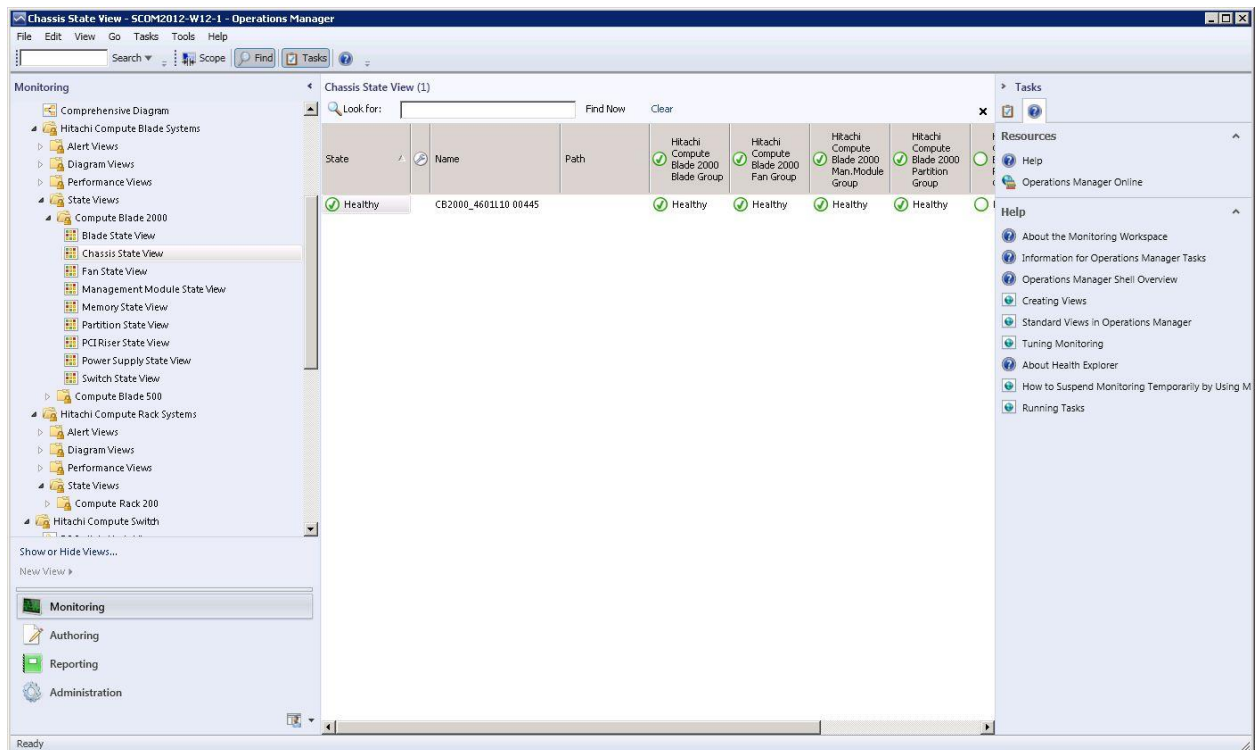 Chassis State View - SCOM2012-W12-1 - Operations Manager
File Edit View Go Tasks Tools Help
Search Scope Find Tasks
Monitoring
Comprehensive Diagram
Hitachi Compute Blade Systems
Alert Views
Diagram Views
Performance Views
State Views
Compute Blade 2000
Blade State View
Chassis State View
Fan State View
Management Module State View
Memory State View
Partition State View
PCI Riser State View
Power Supply State View
Switch State View
Compute Blade 500
Hitachi Compute Rack Systems
Alert Views
Diagram Views
Performance Views
State Views
Compute Rack 200
Hitachi Compute Switch
Show or Hide Views...
New View
Monitoring
Authoring
Reporting
Administration
Chassis State View (1)
Look for: Find Now Clear
State
Name
Path
Hitachi
Compute
Blade 2000
Blade Group
Hitachi
Compute
Blade 2000
Fan Group
Hitachi
Compute
Blade 2000
Man.Module
Group
Hitachi
Compute
Blade 2000
Partition
Group
Healthy CB2000_4601L10 00445 Healthy Healthy Healthy Healthy
Tasks
Resources
Help
Operations Manager Online
Help
About the Monitoring Workspace
Information for Operations Manager Tasks
Operations Manager Shell Overview
Creating Views
Standard Views in Operations Manager
Tuning Monitoring
About Health Explorer
How to Suspend Monitoring Temporarily by Using M
Running Tasks
Ready